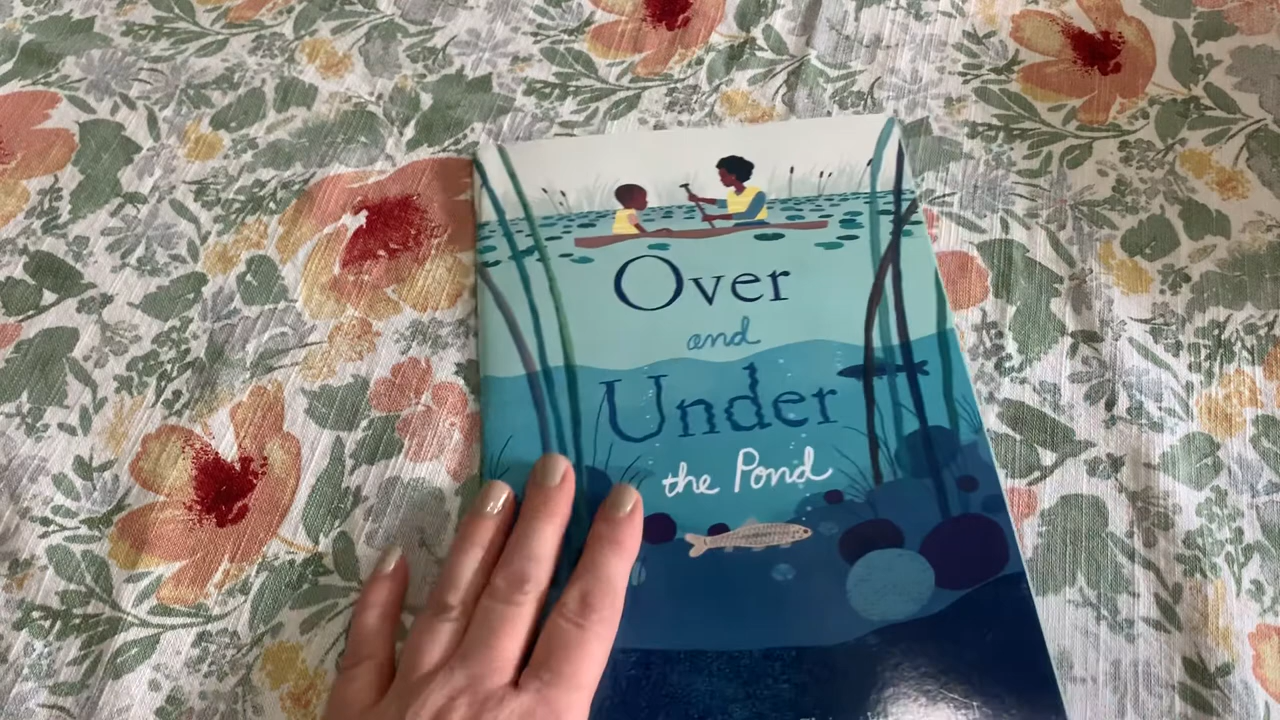 Over
and
Under
the Pond